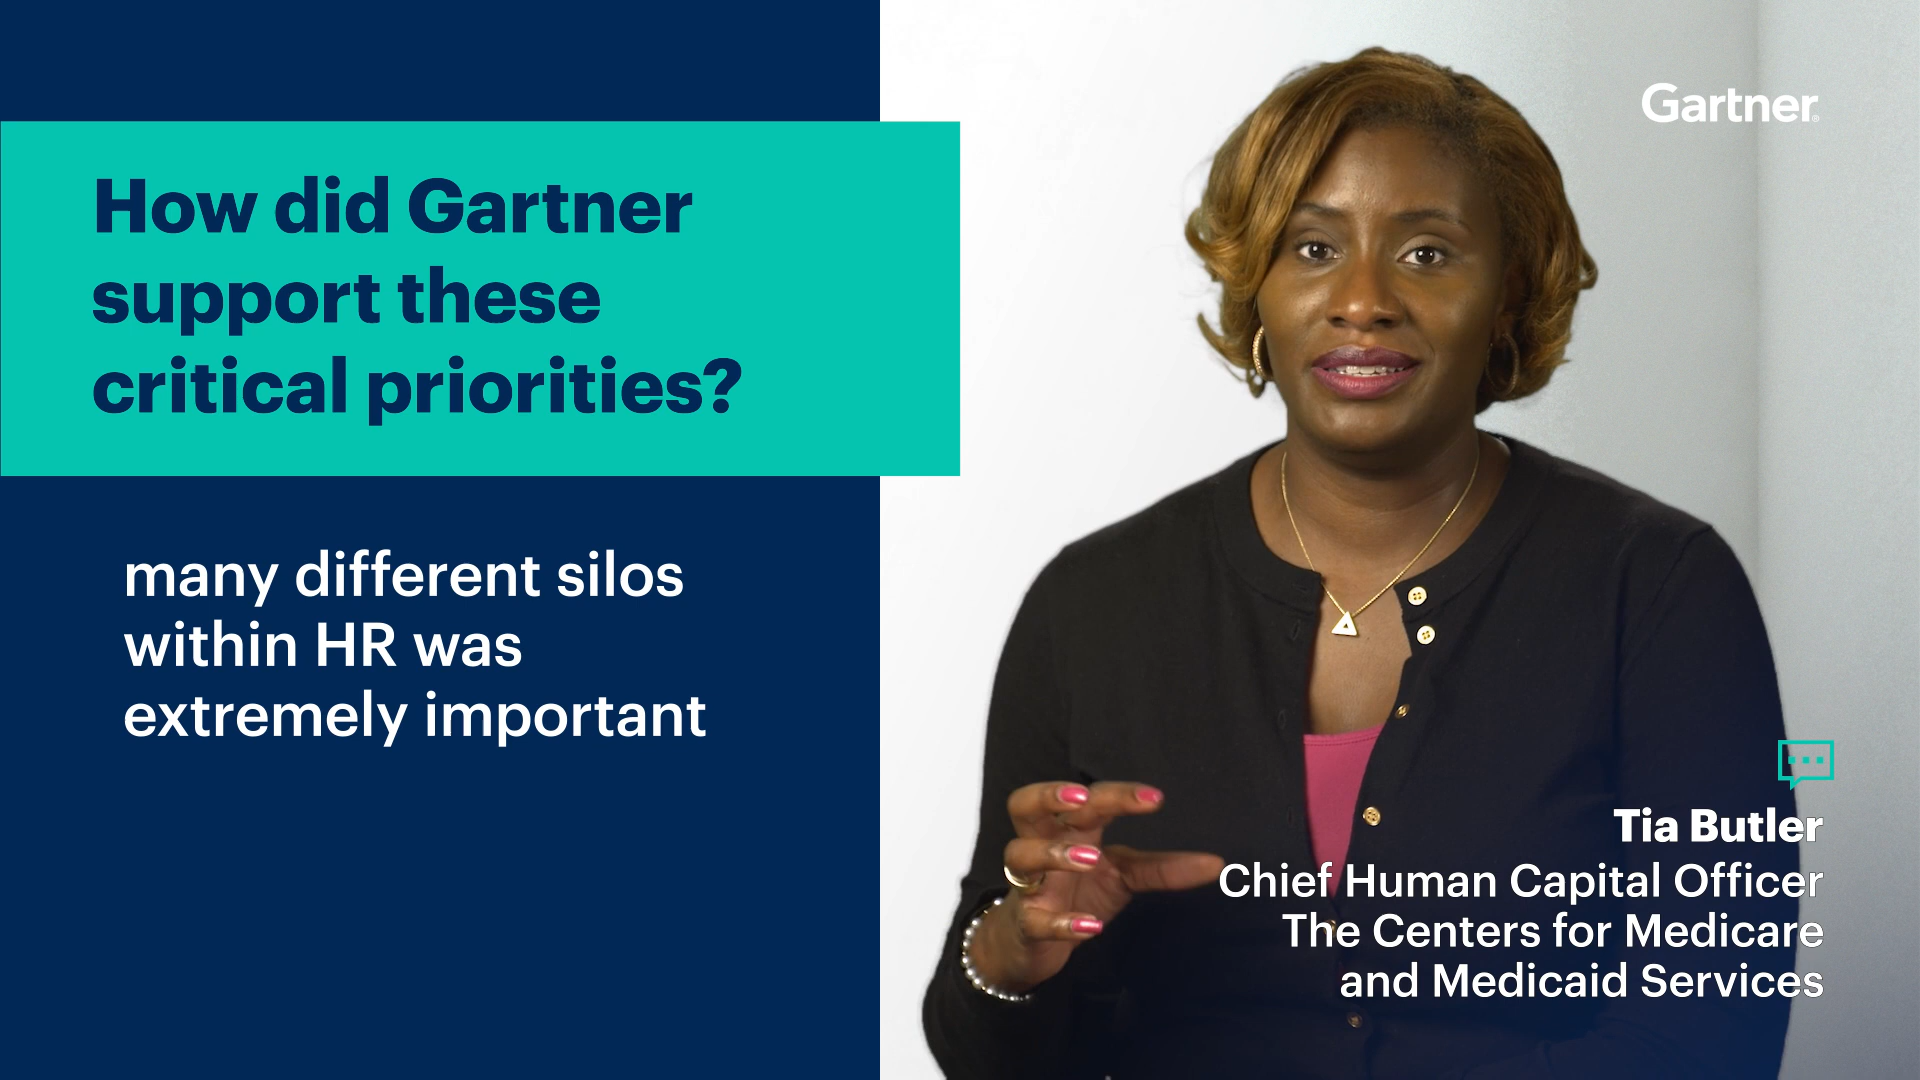 How did Gartner
support these
critical priorities?
many different silos
within HR was
extremely important
Gartner®
Tia Butler
Chief Human Capital Officer
The Centers for Medicare
and Medicaid Services